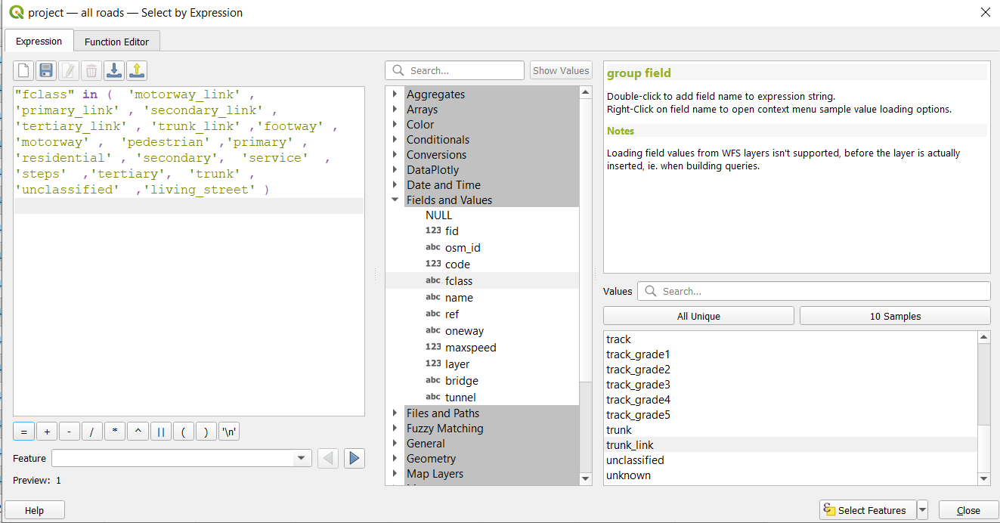 project — all roads — Select by Expression
Expression
Function Editor
"fclass" in (  'motorway_link' ,
'primary_link' , 'secondary_link' ,
'tertiary_link' , 'trunk_link' ,'footway' ,
'motorway' ,  'pedestrian' ,'primary' ,
'residential' , 'secondary',  'service'  ,
'steps'  ,'tertiary',  'trunk' ,
'unclassified'  ,'living_street' )
= + - / * ^ || ( ) '\n'
Feature
Preview: 1
Help
Search...
Show Values
Aggregates
Arrays
Color
Conditionals
Conversions
DataPlotly
Date and Time
Fields and Values
NULL
123 fid
abc osm_id
123 code
abc fclass
abc name
abc ref
abc oneway
123 maxspeed
123 layer
abc bridge
abc tunnel
Files and Paths
Fuzzy Matching
General
Geometry
Map Layers
group field
Double-click to add field name to expression string.
Right-Click on field name to open context menu sample value loading options.
Notes
Loading field values from WFS layers isn't supported, before the layer is actually
inserted, ie. when building queries.
Values
Search...
All Unique
10 Samples
track
track_grade1
track_grade2
track_grade3
track_grade4
track_grade5
trunk
trunk_link
unclassified
unknown
Select Features
Close